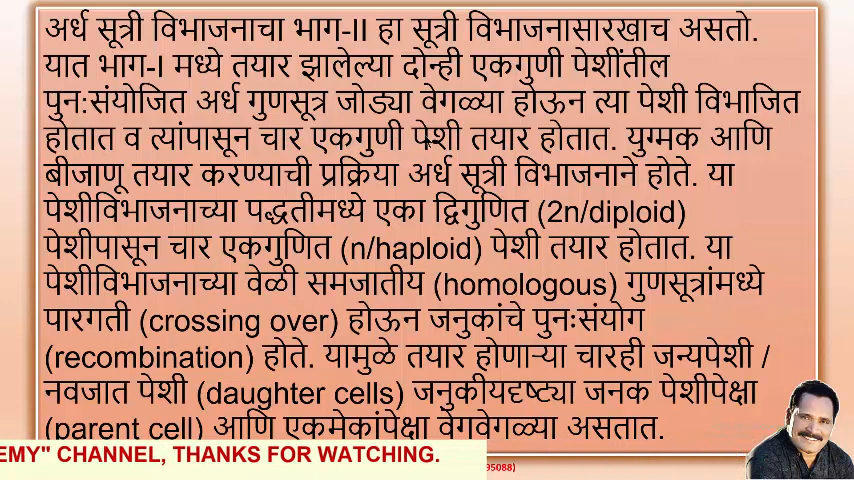 अर्ध सूत्री विभाजनाचा भाग-II हा सूत्री विभाजनासारखाच असतो.
यात भाग-I मध्ये तयार झालेल्या दोन्ही एकगुणी पेशींतील
पुन:संयोजित अर्ध गुणसूत्र जोड्या वेगळ्या होऊन त्या पेशी विभाजित
होतात व त्यांपासून चार एकगुणी पेशी तयार होतात. युग्मक आणि
बीजाणू तयार करण्याची प्रक्रिया अर्ध सूत्री विभाजनाने होते. या
पेशीविभाजनाच्या पद्धतीमध्ये एका द्विगुणित (2n/diploid)
पेशीपासून चार एकगुणित (n/haploid) पेशी तयार होतात. या
पेशीविभाजनाच्या वेळी समजातीय (homologous) गुणसूत्रांमध्ये
पारगती (crossing over) होऊन जनुकांचे पुनःसंयोग
(recombination) होते. यामुळे तयार होणाऱ्या चारही जन्यपेशी /
नवजात पेशी (daughter cells) जनुकीयदृष्ट्या जनक पेशीपेक्षा
(parent cell) आणि एकमेकांपेक्षा वेगवेगळ्या असतात.
EMY" CHANNEL, THANKS FOR WATCHING.
95088)